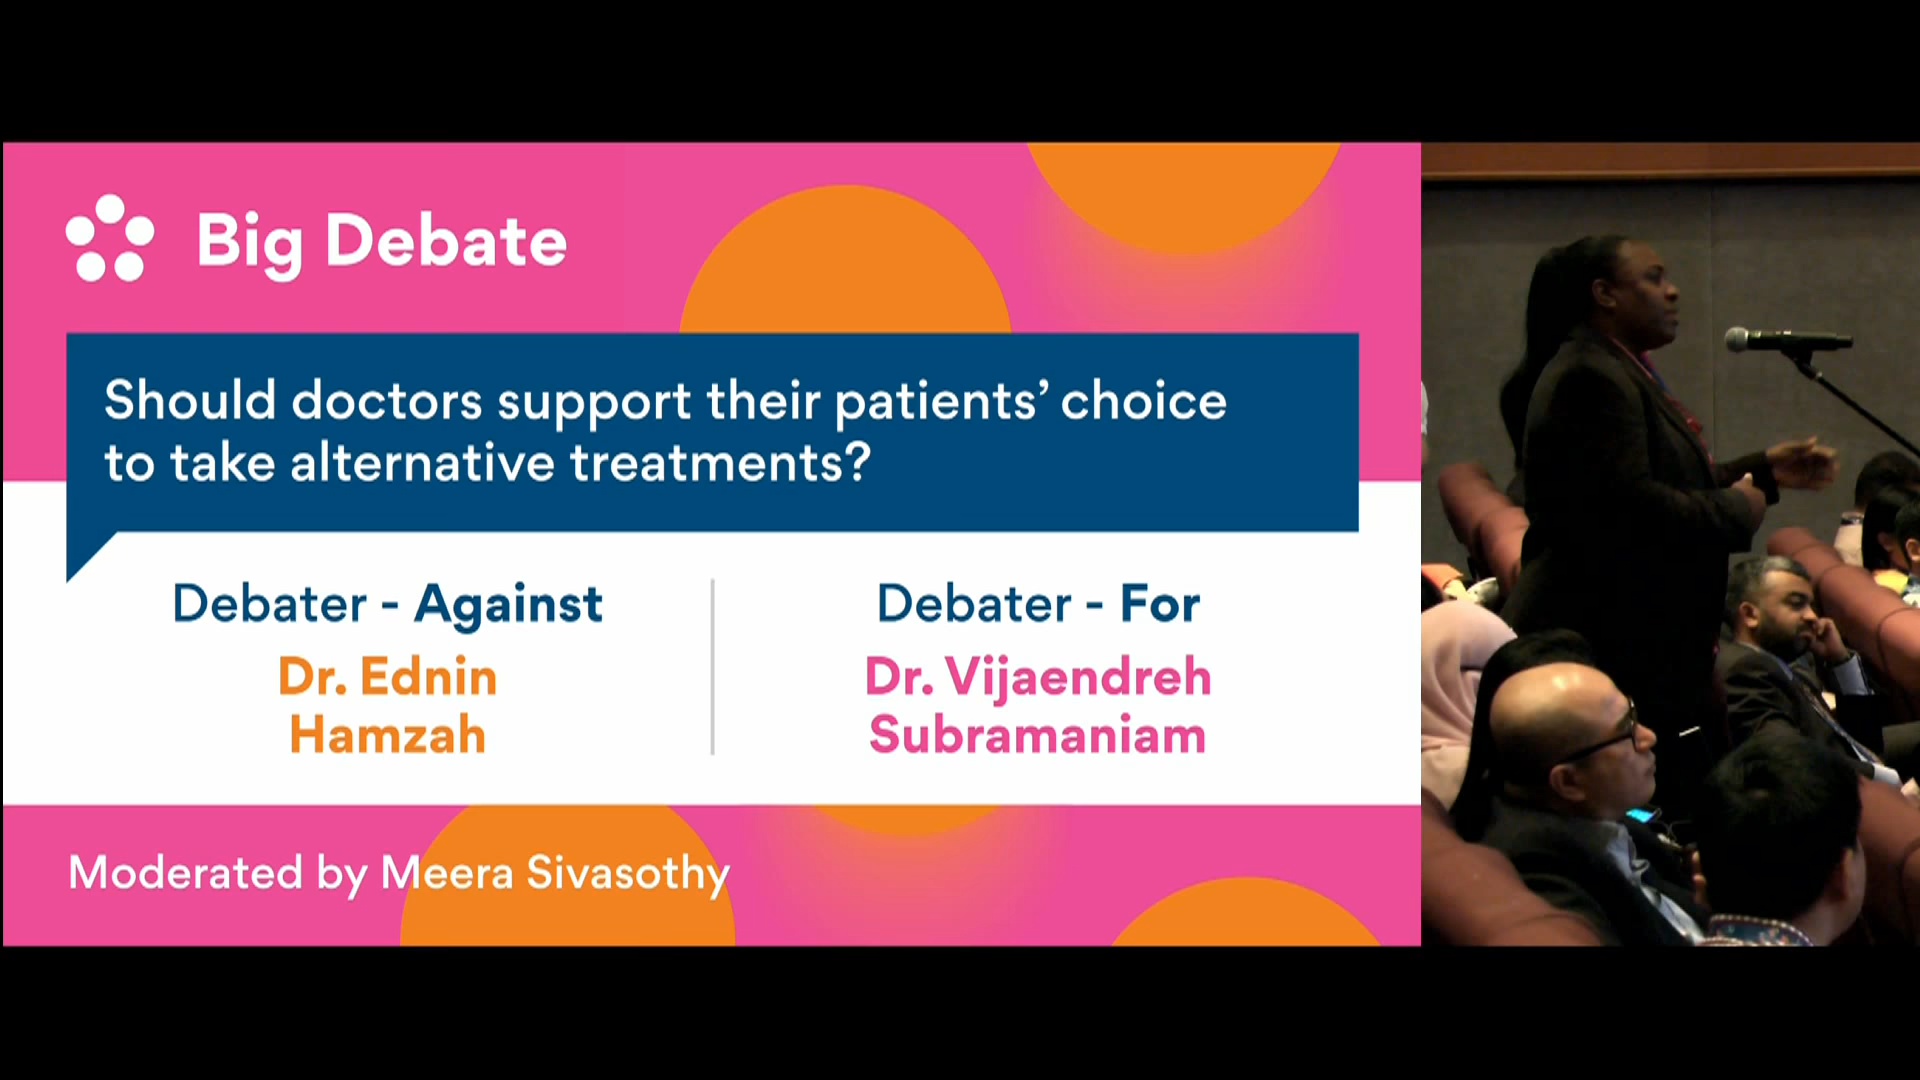 Big Debate
Should doctors support their patients’ choice
to take alternative treatments?
Debater - Against
Dr. Ednin
Hamzah
Debater - For
Dr. Vijaendreh
Subramaniam
Moderated by Meera Sivasothy